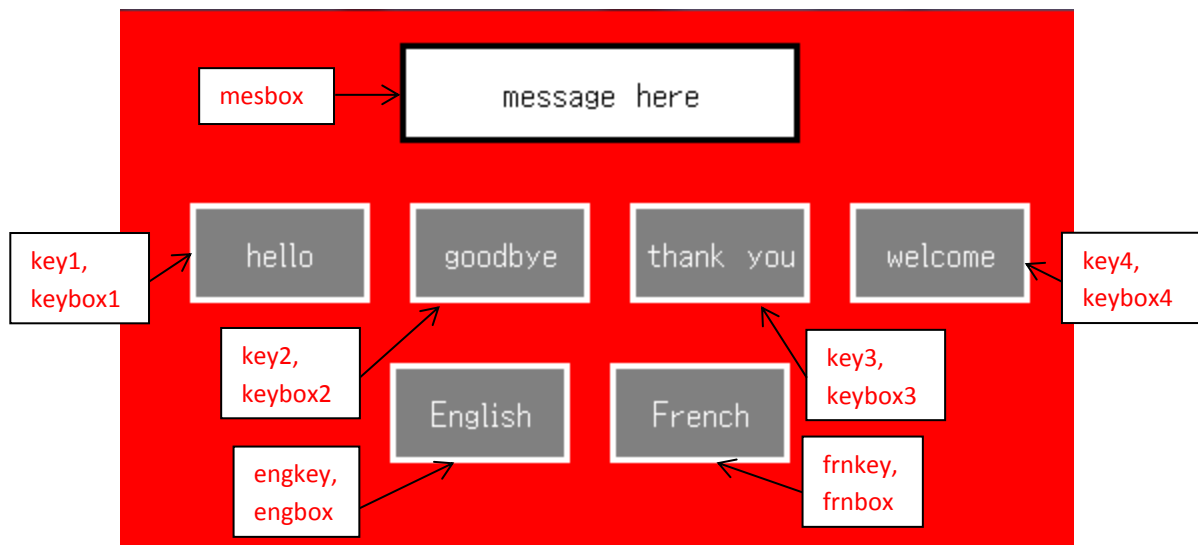 mesbox
message here
hello
goodbye
thank you
welcome
key1,
keybox1
key4,
keybox4
key2,
keybox2
key3,
keybox3
English
French
engkey,
engbox
frnkey,
frnbox